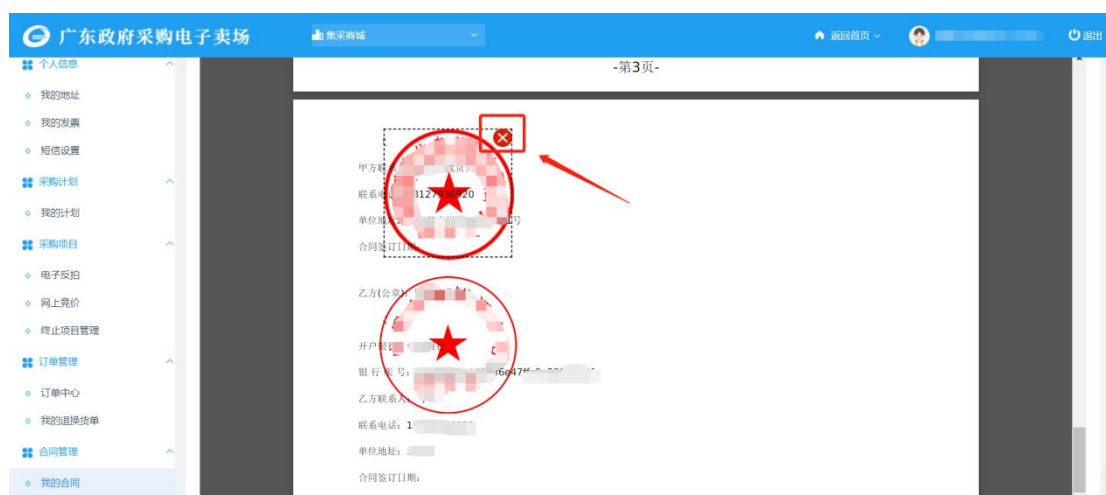 广东政府采购电子卖场
集采商城
返回首页
退出
个人信息
我的地址
我的发票
短信设置
采购计划
我的计划
采购项目
电子反拍
网上竞价
终止项目管理
订单管理
订单中心
我的退换货单
合同管理
我的合同
-第3页-
甲方联
联系电
单位地
号
合同签订日期
乙方(公章)
开户银行
银 行 账 号:
乙方联系人:
联系电话: 1
单位地址:
合同签订日期: